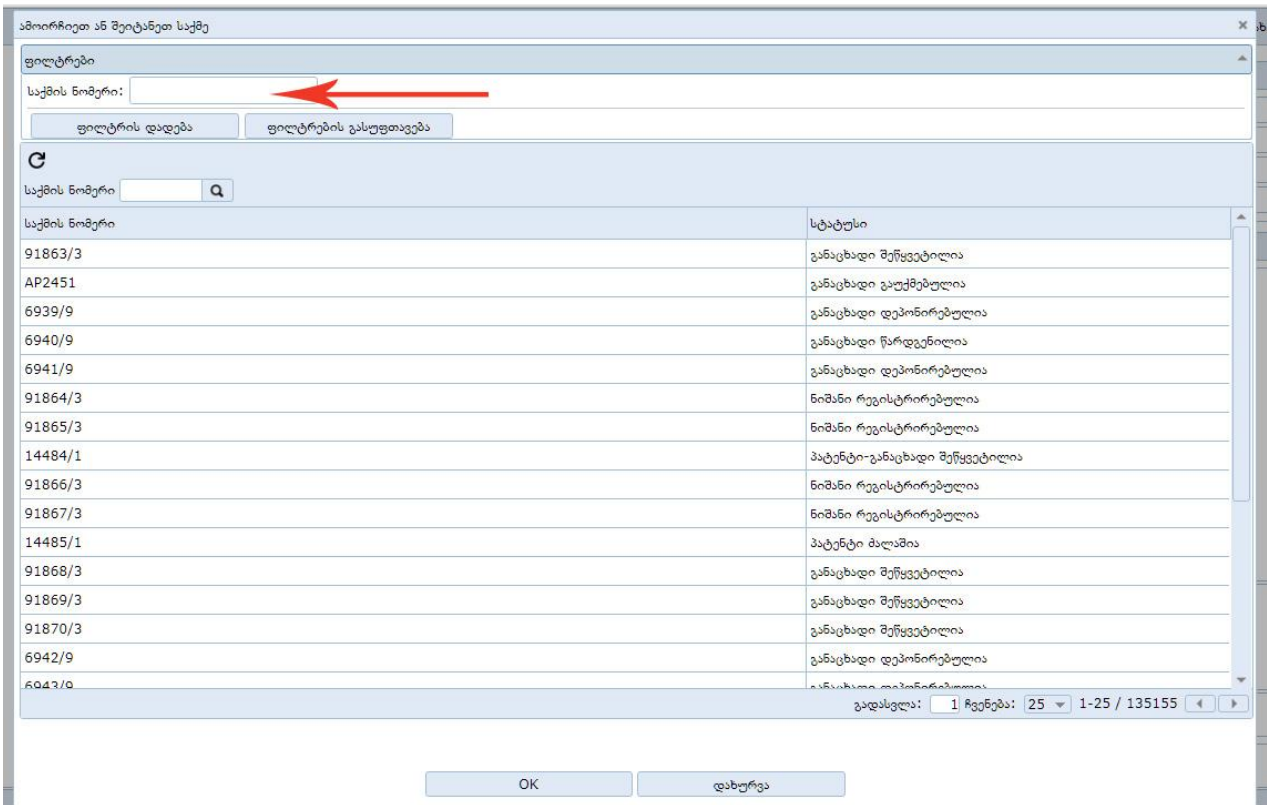 ამოირჩიეთ ან შეიტანეთ საქმე
ფილტრები
საქმის ნომერი:
ფილტრის დადება ფილტრების გასუფთავება
საქმის ნომერი
საქმის ნომერი სტატუსი
91863/3 განაცხადი შეწყვეტილია
AP2451 განაცხადი გაუქმებულია
6939/9 განაცხადი დეპონირებულია
6940/9 განაცხადი წარდგენილია
6941/9 განაცხადი დეპონირებულია
91864/3 ნიშანი რეგისტრირებულია
91865/3 ნიშანი რეგისტრირებულია
14484/1 პატენტი-განაცხადი შეწყვეტილია
91866/3 ნიშანი რეგისტრირებულია
91867/3 ნიშანი რეგისტრირებულია
14485/1 პატენტი ძალაშია
91868/3 განაცხადი შეწყვეტილია
91869/3 განაცხადი შეწყვეტილია
91870/3 განაცხადი შეწყვეტილია
6942/9 განაცხადი დეპონირებულია
6943/9 განაცხადი დეპონირებულია
გადასვლა: 1 ჩვენება: 25 1-25 / 135155
OK დახურვა